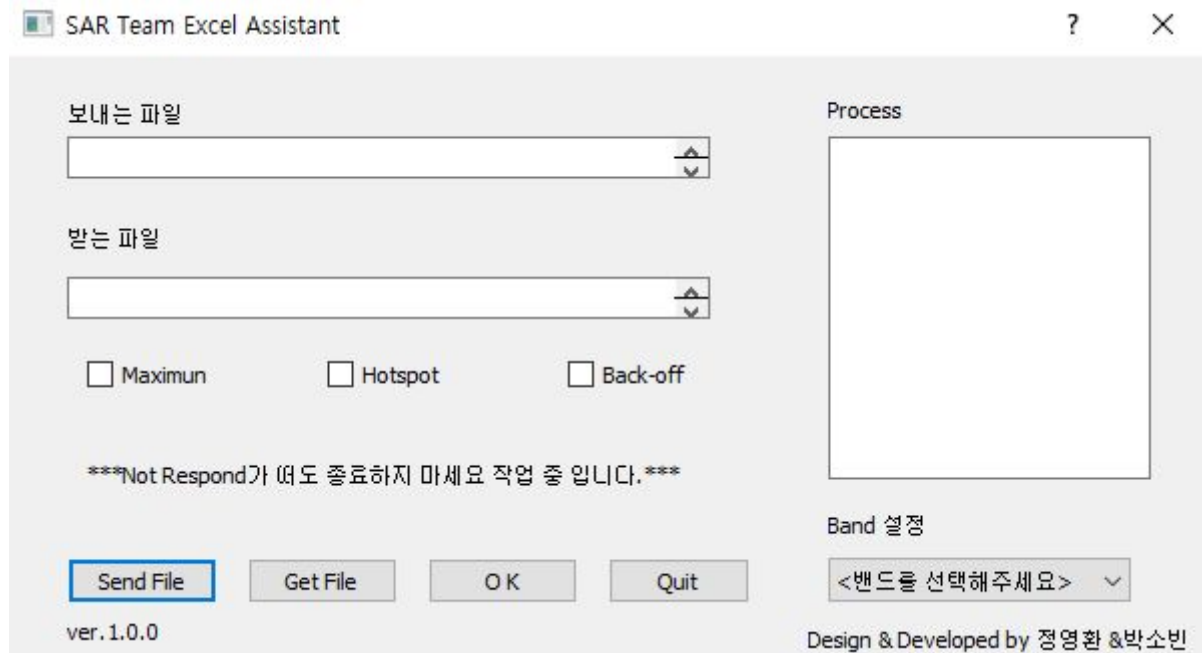 SAR Team Excel Assistant ?
보내는 파일
Process
받는 파일
Maximun Hotspot Back-off
***Not Respond가 떠도 종료하지 마세요 작업 중 입니다.***
Band 설정
Send File Get File O K Quit <밴드를 선택해주세요>
ver.1.0.0
Design & Developed by 정영환 &박소빈